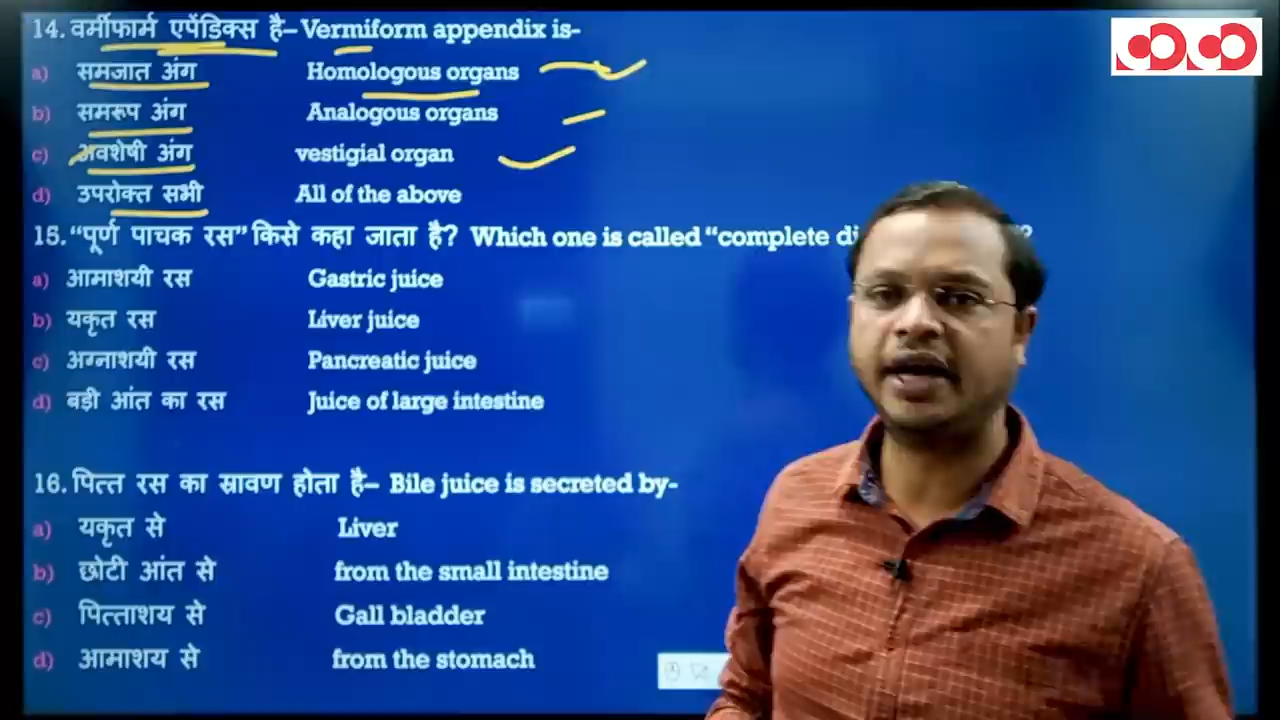 14. वर्मीफार्म एपेंडिक्स है– Vermiform appendix is-
a) समजात अंग Homologous organs
b) समरूप अंग Analogous organs
c) अवशेषी अंग vestigial organ
d) उपरोक्त सभी All of the above
15. “पूर्ण पाचक रस” किसे कहा जाता है? Which one is called “complete di ?
a) आमाशयी रस Gastric juice
b) यकृत रस Liver juice
c) अग्नाशयी रस Pancreatic juice
d) बड़ी आंत का रस Juice of large intestine
16. पित्त रस का स्रावण होता है– Bile juice is secreted by-
a) यकृत से Liver
b) छोटी आंत से from the small intestine
c) पित्ताशय से Gall bladder
d) आमाशय से from the stomach